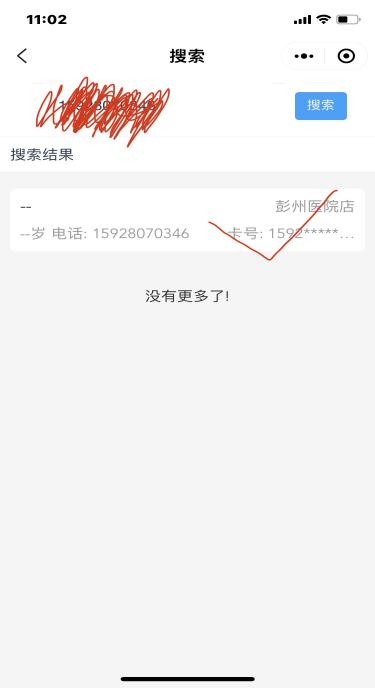 11:02
搜索
搜索
搜索结果
--
彭州医院店
--岁 电话: 15928070346
卡号: 1592*****...
没有更多了!